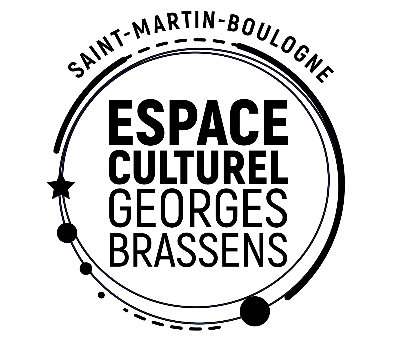 SAINT-MARTIN-BOULOGNE
ESPACE
CULTUREL
GEORGES
BRASSENS